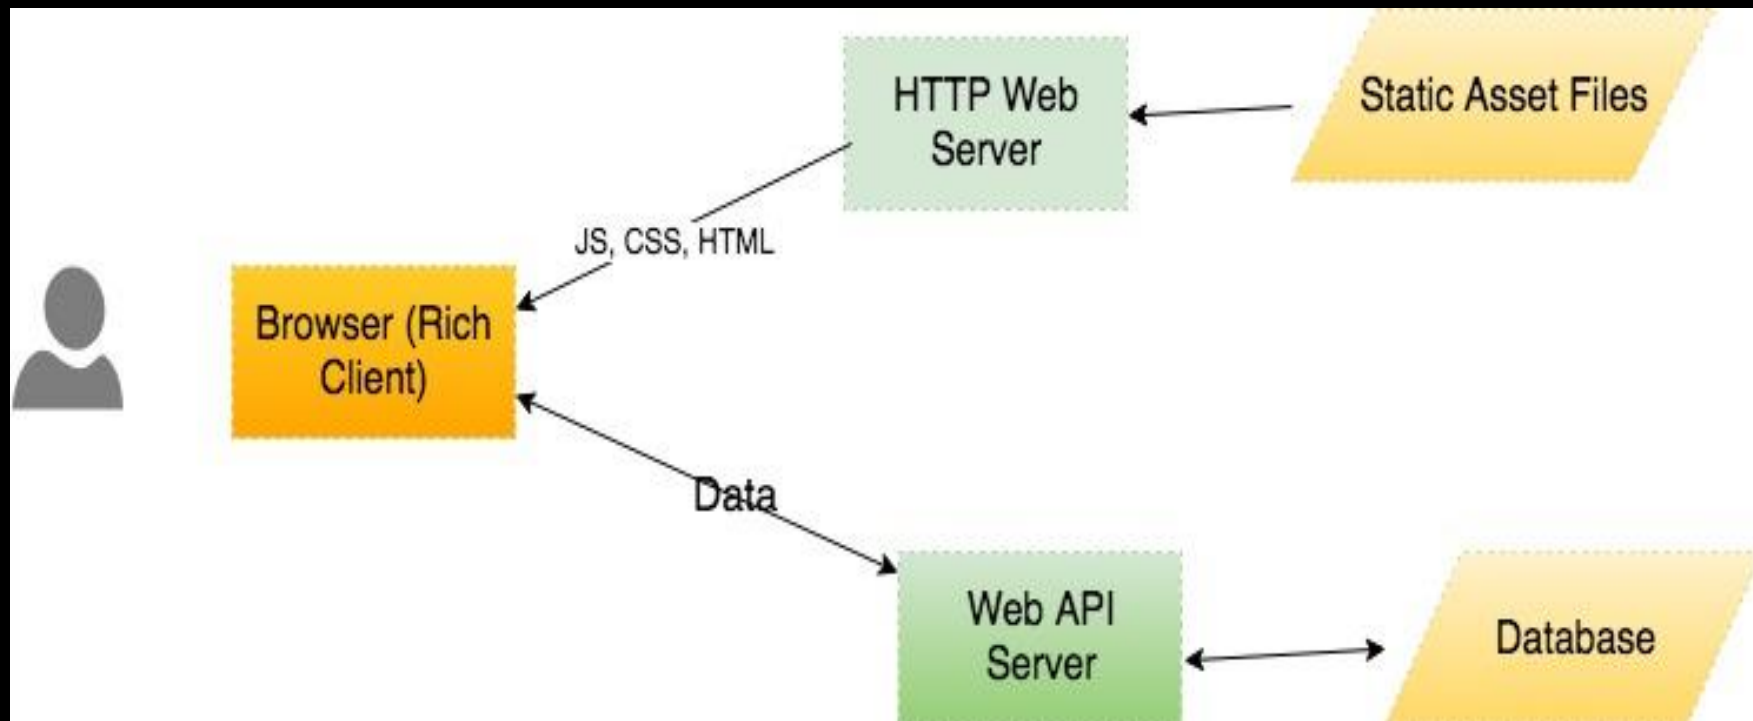 HTTP Web
Server
Static Asset Files
JS, CSS, HTML
Browser (Rich
Client)
Data
Web API
Server
Database